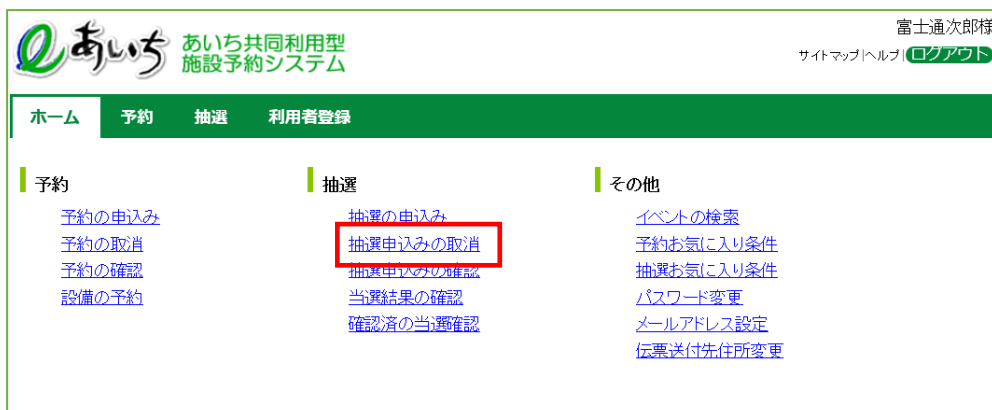 富士通次郎様
あいち あいち共同利用型
施設予約システム
サイトマップ|ヘルプ|ログアウト
ホーム 予約 抽選 利用者登録
予約
予約の申込み
予約の取消
予約の確認
設備の予約
抽選
抽選の申込み
抽選申込みの取消
抽選申込みの確認
当選結果の確認
確認済の当選確認
その他
イベントの検索
予約お気に入り条件
抽選お気に入り条件
パスワード変更
メールアドレス設定
伝票送付先住所変更